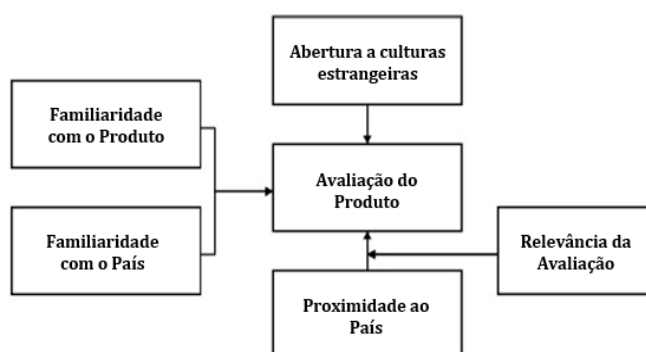 Abertura a culturas
estrangeiras
Familiaridade
com o Produto
Avaliação do
Produto
Familiaridade
com o País
Relevância da
Avaliação
Proximidade ao
País